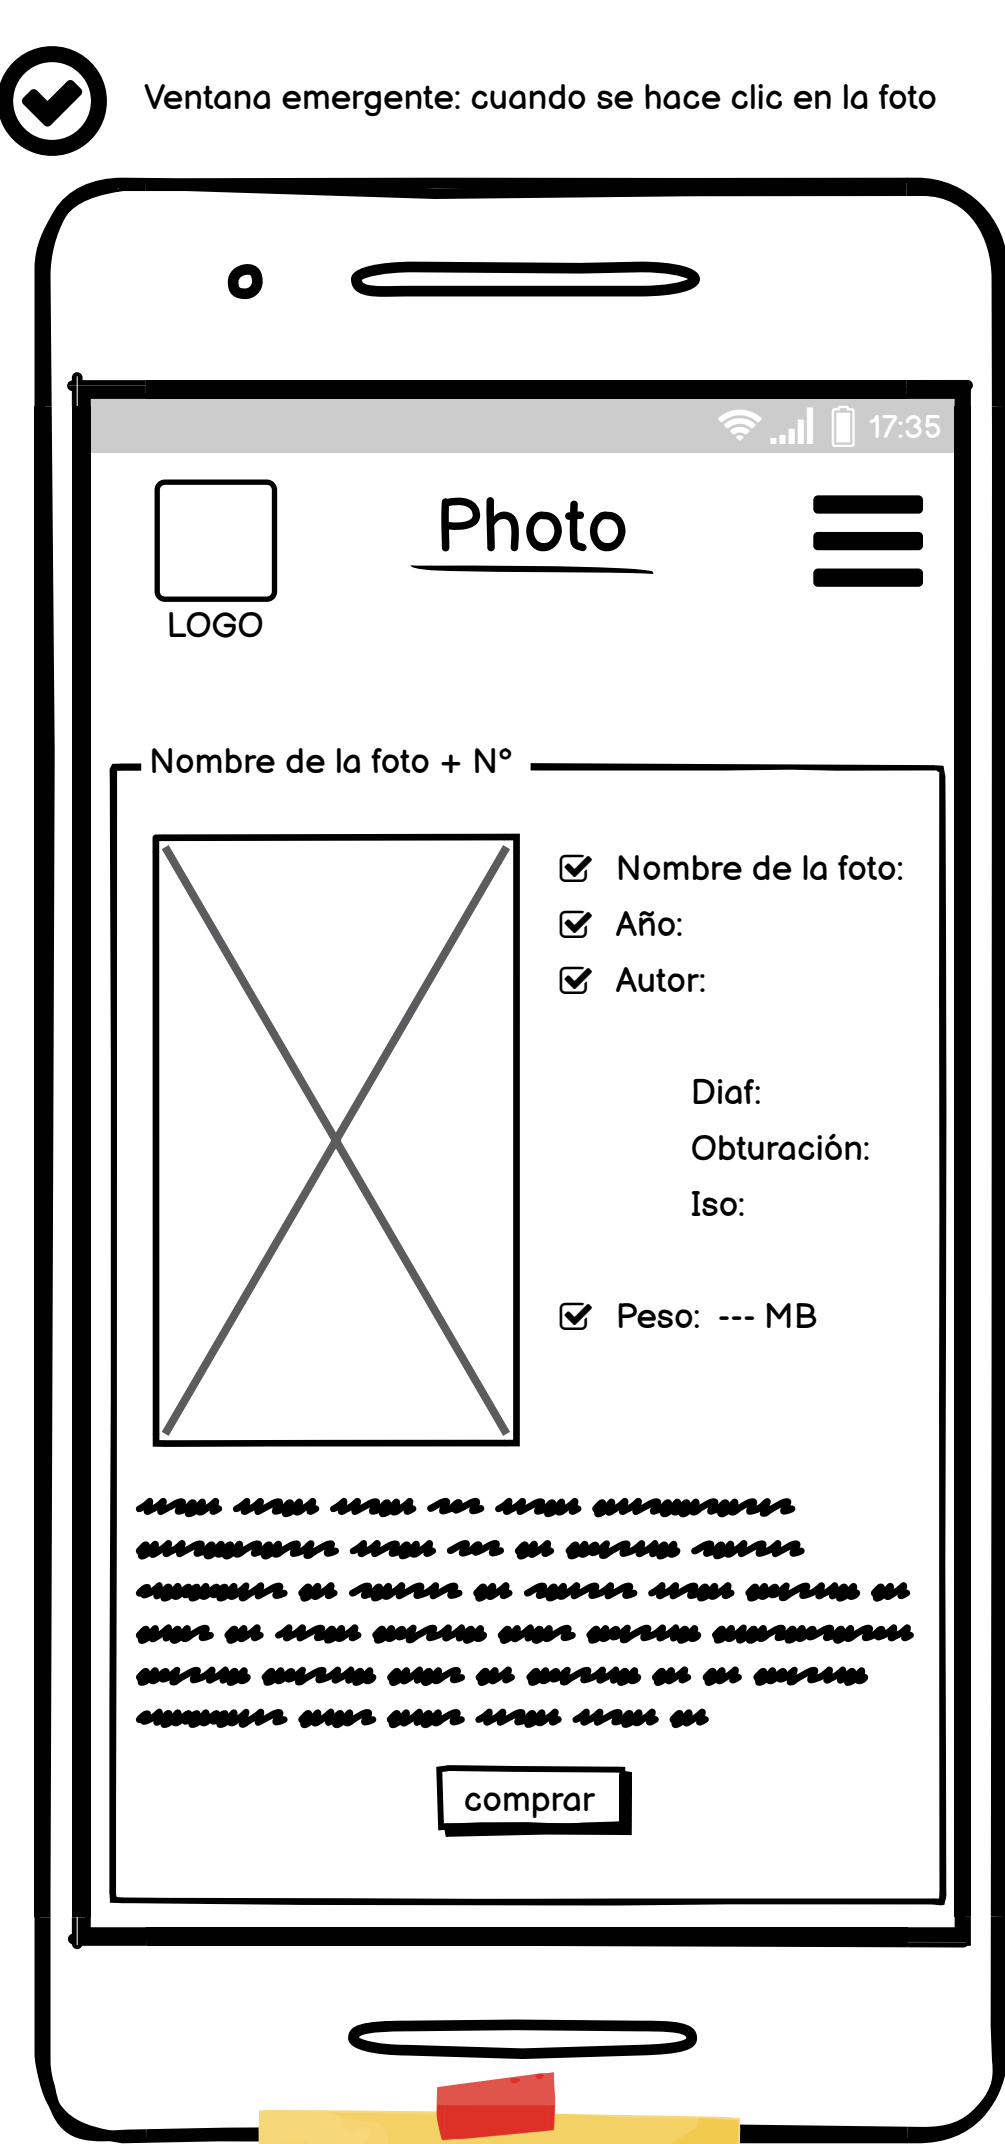 Ventana emergente: cuando se hace clic en la foto
17:35
Photo
LOGO
Nombre de la foto + N°
Nombre de la foto:
Año:
Autor:
Diaf:
Obturación:
Iso:
Peso: --- MB
comprar